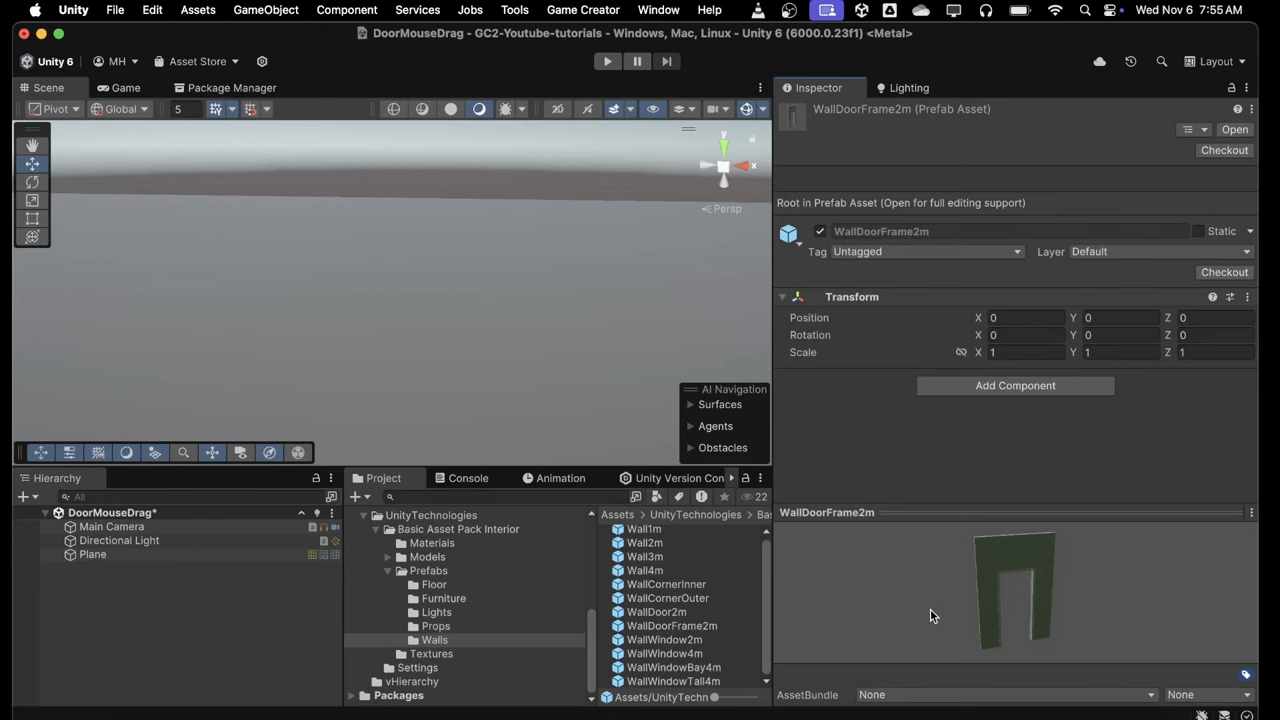 Unity File Edit Assets GameObject Component Services Jobs Tools Game Creator Window Help Wed Nov 6 7:55 AM
DoorMouseDrag - GC2-Youtube-tutorials - Windows, Mac, Linux - Unity 6 (6000.0.23f1) <Metal>
Unity 6 MH Asset Store Layout
Scene Game Package Manager
Pivot Global 5
y
x
Persp
AI Navigation
Surfaces
Agents
Obstacles
Inspector Lighting
WallDoorFrame2m (Prefab Asset)
Open
Checkout
Root in Prefab Asset (Open for full editing support)
WallDoorFrame2m Static
Tag Untagged Layer Default
Checkout
Transform
Position X 0 Y 0 Z 0
Rotation X 0 Y 0 Z 0
Scale X 1 Y 1 Z 1
Add Component
Hierarchy
All
DoorMouseDrag*
Main Camera
Directional Light
Plane
Project Console Animation Unity Version Con
22
UnityTechnologies
Basic Asset Pack Interior
Materials
Models
Prefabs
Floor
Furniture
Lights
Props
Walls
Textures
Settings
vHierarchy
Packages
Assets UnityTechnologies Ba
Wall1m
Wall2m
Wall3m
Wall4m
WallCornerInner
WallCornerOuter
WallDoor2m
WallDoorFrame2m
WallWindow2m
WallWindow4m
WallWindowBay4m
WallWindowTall4m
Assets/UnityTechn
WallDoorFrame2m
AssetBundle None None